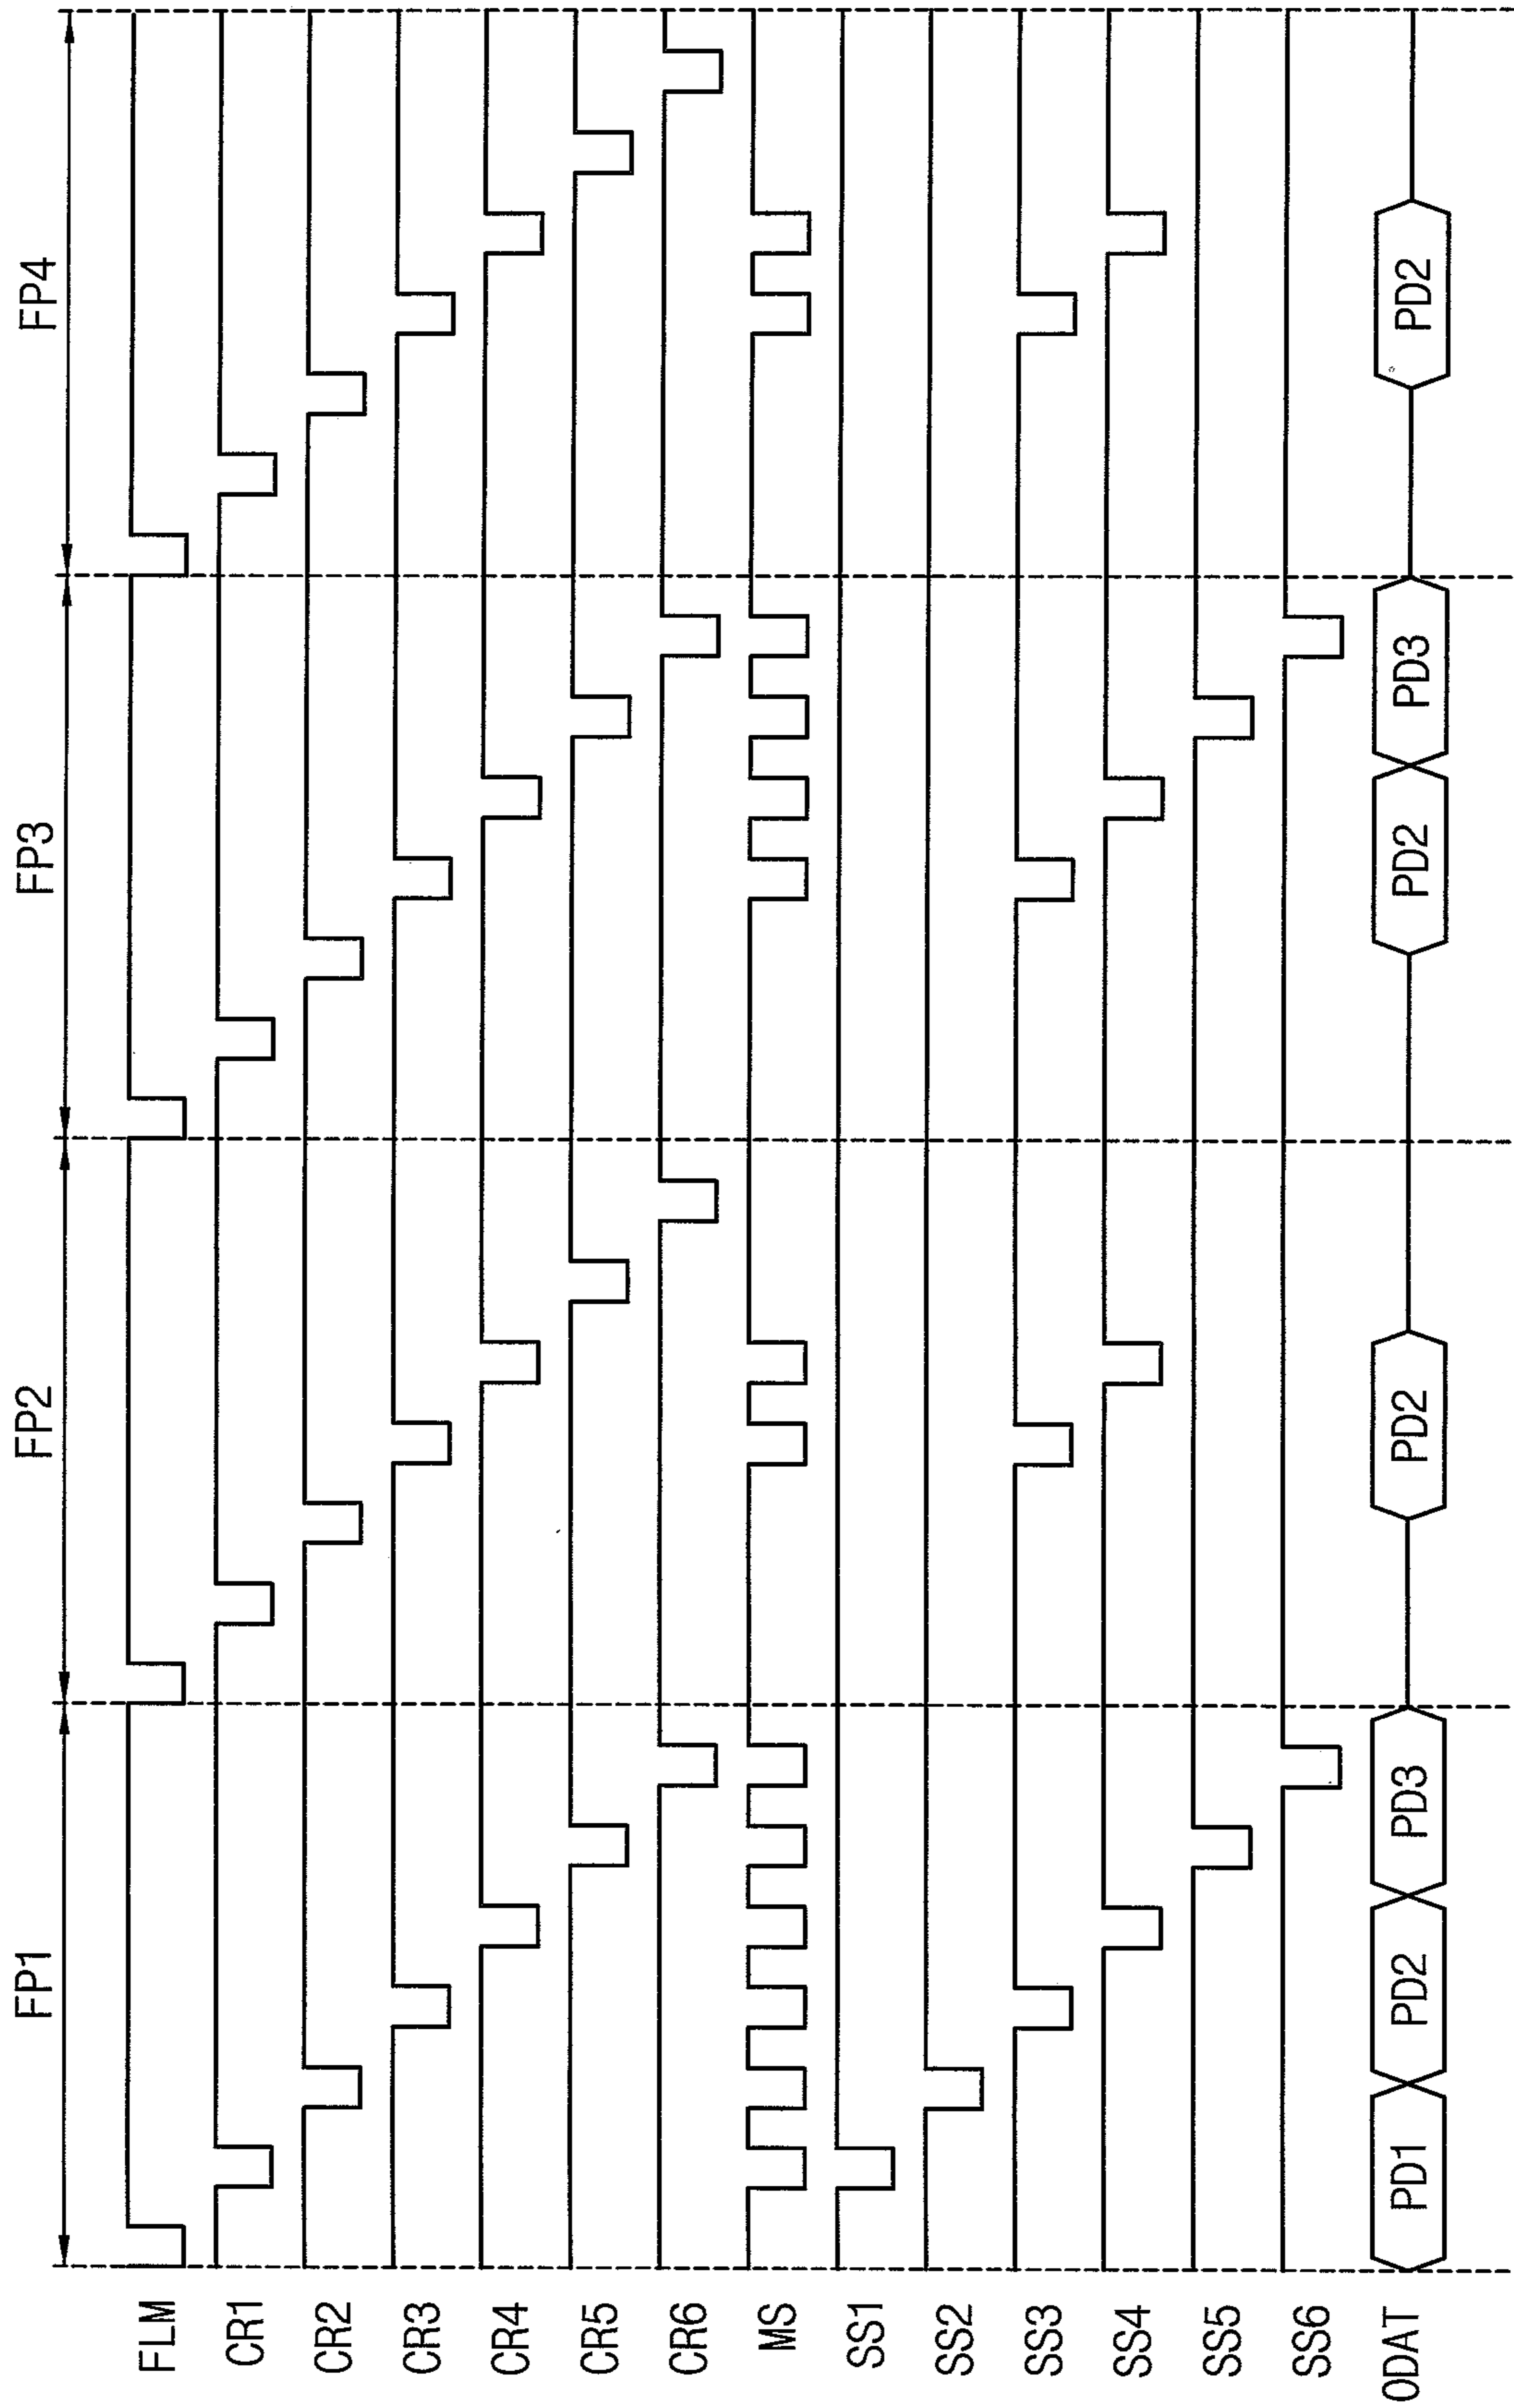 FP1 FP2 FP3 FP4
FLM
CR1
CR2
CR3
CR4
CR5
CR6
MS
SS1
SS2
SS3
SS4
SS5
SS6
ODAT PD1 PD2 PD3 PD2 PD2 PD3 PD2